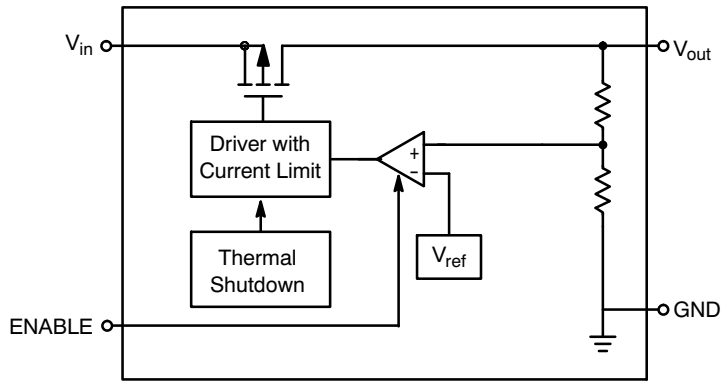 Vin
Vout
Driver with
Current Limit
+
-
Thermal
Shutdown
Vref
ENABLE
GND